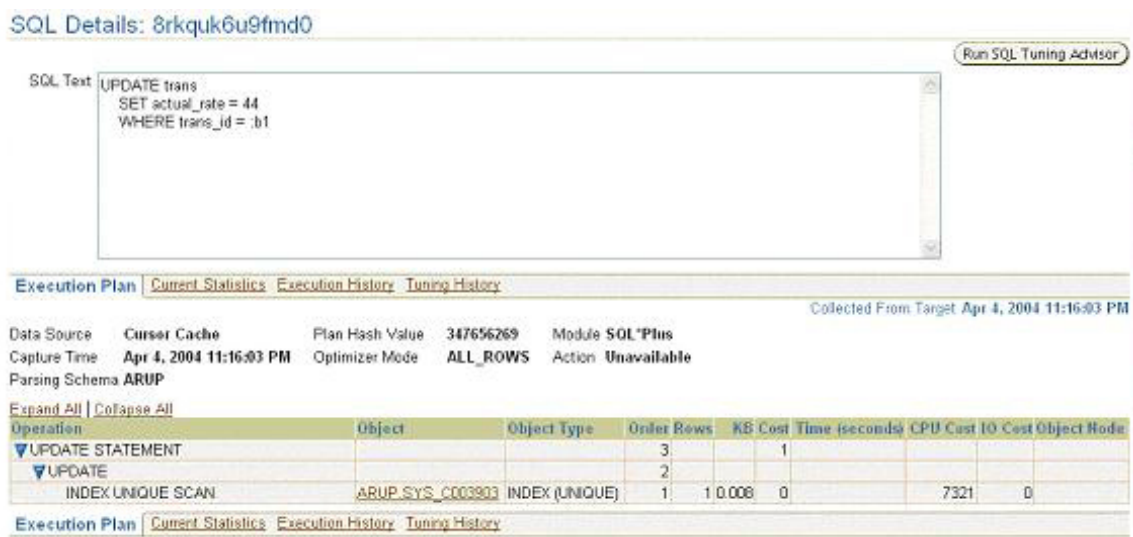 SQL Details: 8rkquk6u9fmd0
Run SQL Tuning Advisor
SQL Text UPDATE trans
SET actual_rate = 44
WHERE trans_id = :b1
Execution Plan Current Statistics Execution History Tuning History
Collected From Target Apr 4, 2004 11:16:03 PM
Data Source Cursor Cache Plan Hash Value 347656269 Module SQL*Plus
Capture Time Apr 4, 2004 11:16:03 PM Optimizer Mode ALL_ROWS Action Unavailable
Parsing Schema ARUP
Expand All | Collapse All
Operation Object Object Type Order Rows KB Cost Time (seconds) CPU Cost IO Cost Object Node
UPDATE STATEMENT 3 1
UPDATE 2
INDEX UNIQUE SCAN ARUP.SYS_C003903 INDEX (UNIQUE) 1 1 0.008 0 7321 0
Execution Plan Current Statistics Execution History Tuning History